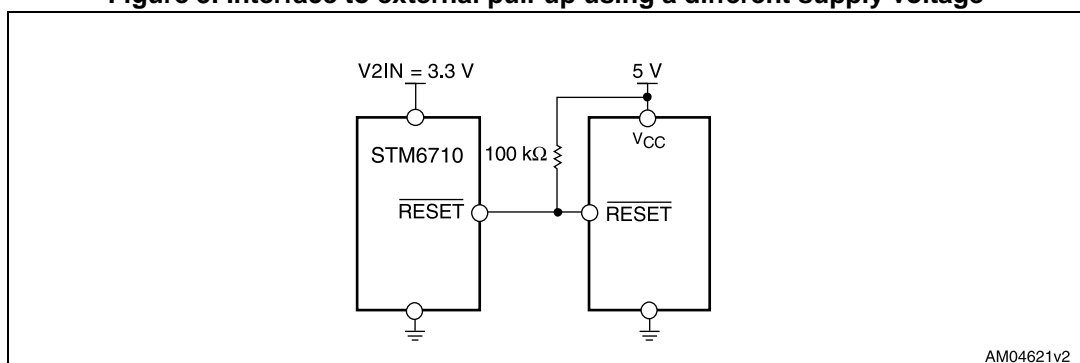 Figure 5. Interface to external pull-up using a different supply voltage
V2IN = 3.3 V
5 V
VCC
STM6710
100 kΩ
RESET
RESET
AM04621v2